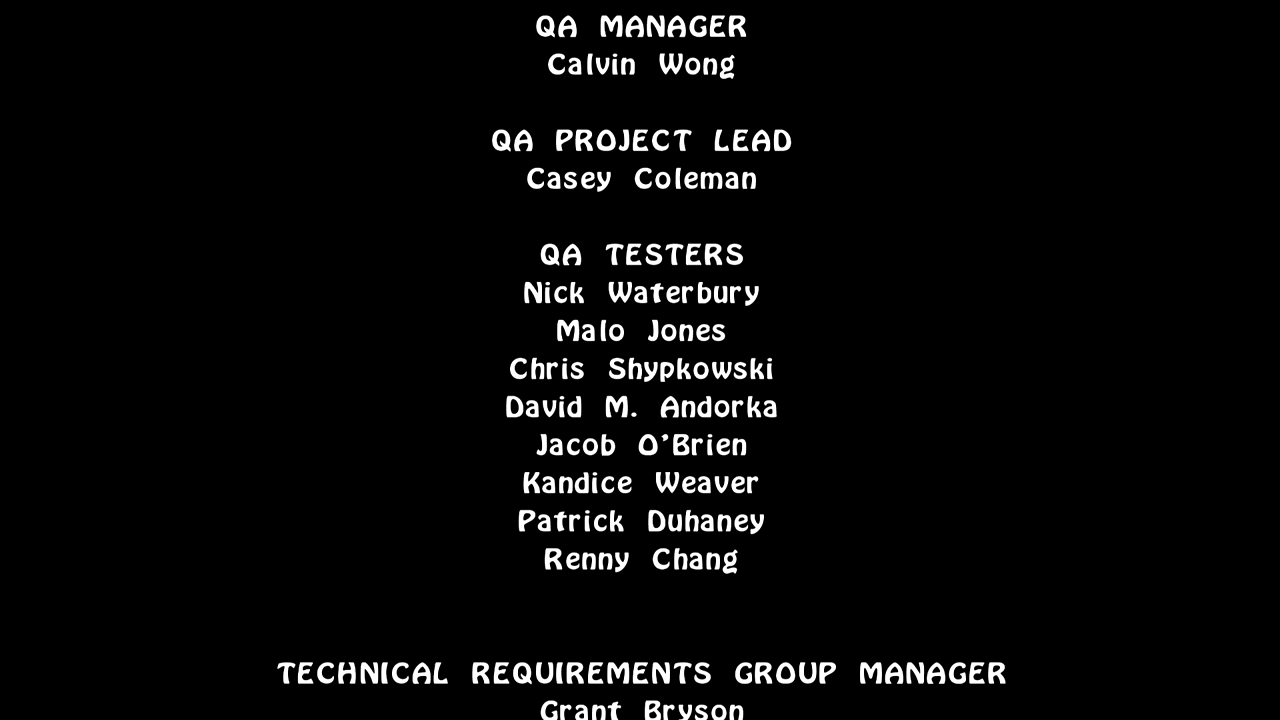 QA MANAGER
Calvin Wong
QA PROJECT LEAD
Casey Coleman
QA TESTERS
Nick Waterbury
Malo Jones
Chris Shypkowski
David M. Andorka
Jacob O'Brien
Kandice Weaver
Patrick Duhaney
Renny Chang
TECHNICAL REQUIREMENTS GROUP MANAGER
Grant Bryson